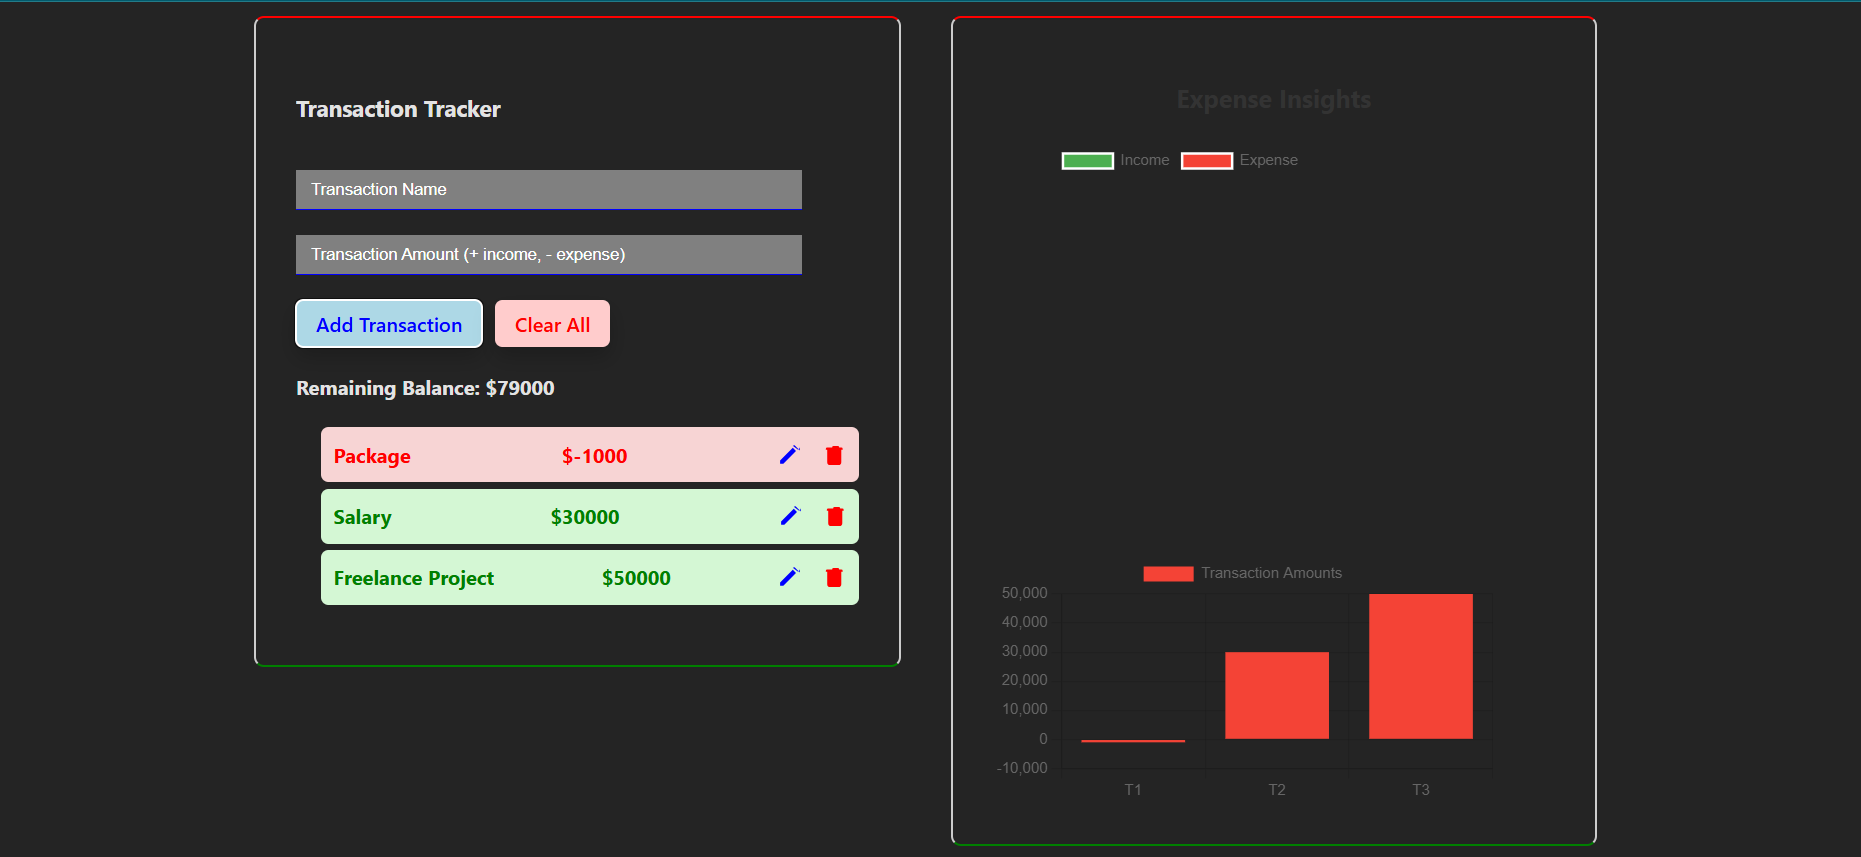 Transaction Tracker
Transaction Name
Transaction Amount (+ income, - expense)
Add Transaction Clear All
Remaining Balance: $79000
Package $-1000
Salary $30000
Freelance Project $50000
Expense Insights
Income Expense
Transaction Amounts
50,000
40,000
30,000
20,000
10,000
0
-10,000
T1 T2 T3